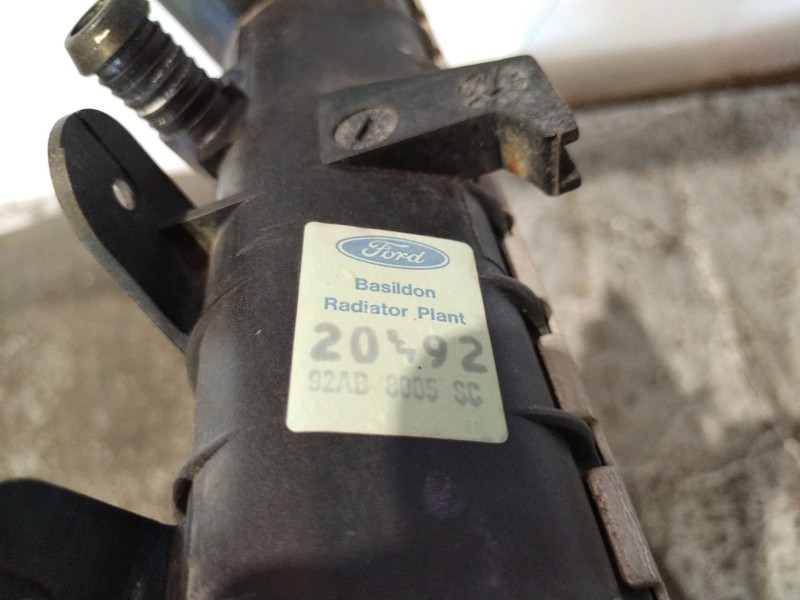 Ford
Basildon
Radiator Plant
92AB 8005 SC